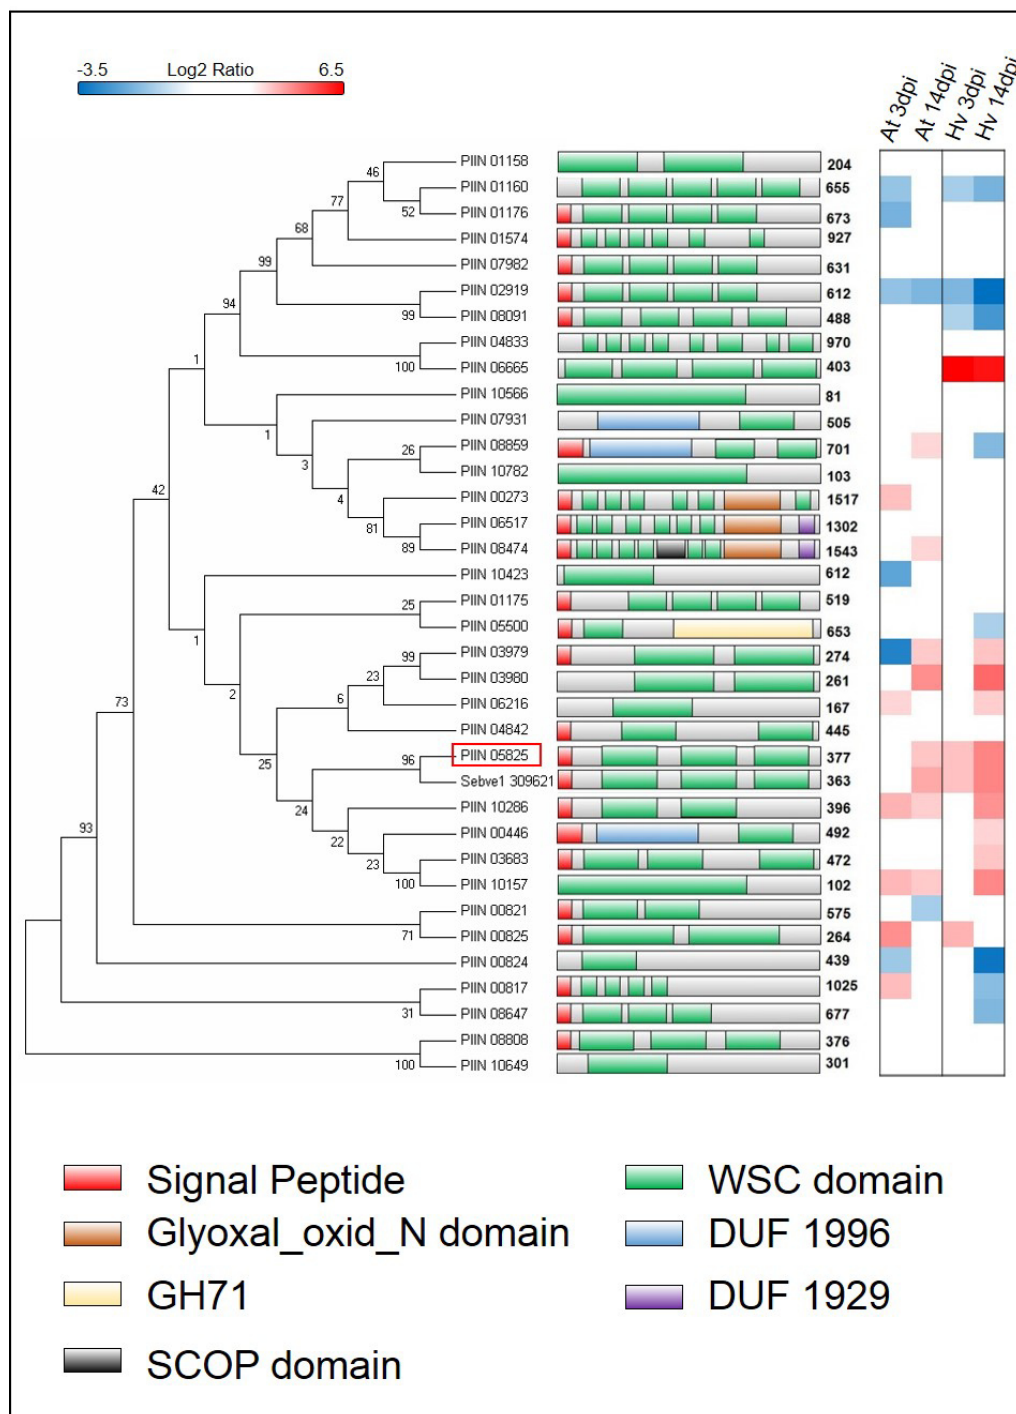 -3.5 Log2 Ratio 6.5
At 3dpi At 14dpi Hv 3dpi Hv 14dpi
PIIN 01158 204
46
PIIN 01160 655
77
52 PIIN 01176 673
68 PIIN 01574 927
99 PIIN 07982 631
94 PIIN 02919 612
99 PIIN 08091 488
1 PIIN 04833 970
100 PIIN 06665 403
PIIN 10566 81
1 PIIN 07931 505
3 26 PIIN 08859 701
PIIN 10782 103
42 4 PIIN 00273 1517
81 PIIN 06517 1302
89 PIIN 08474 1543
PIIN 10423 612
25 PIIN 01175 519
1 PIIN 05500 653
99 PIIN 03979 274
2 23 PIIN 03980 261
73 6 PIIN 06216 167
PIIN 04842 445
25 96 PIIN 05825 377
Sebve1 309621 363
24 PIIN 10286 396
93 22 PIIN 00446 492
23 PIIN 03683 472
100 PIIN 10157 102
PIIN 00821 575
71 PIIN 00825 264
PIIN 00824 439
PIIN 00817 1025
31 PIIN 08647 677
PIIN 08808 376
100 PIIN 10649 301
Signal Peptide WSC domain
Glyoxal_oxid_N domain DUF 1996
GH71 DUF 1929
SCOP domain